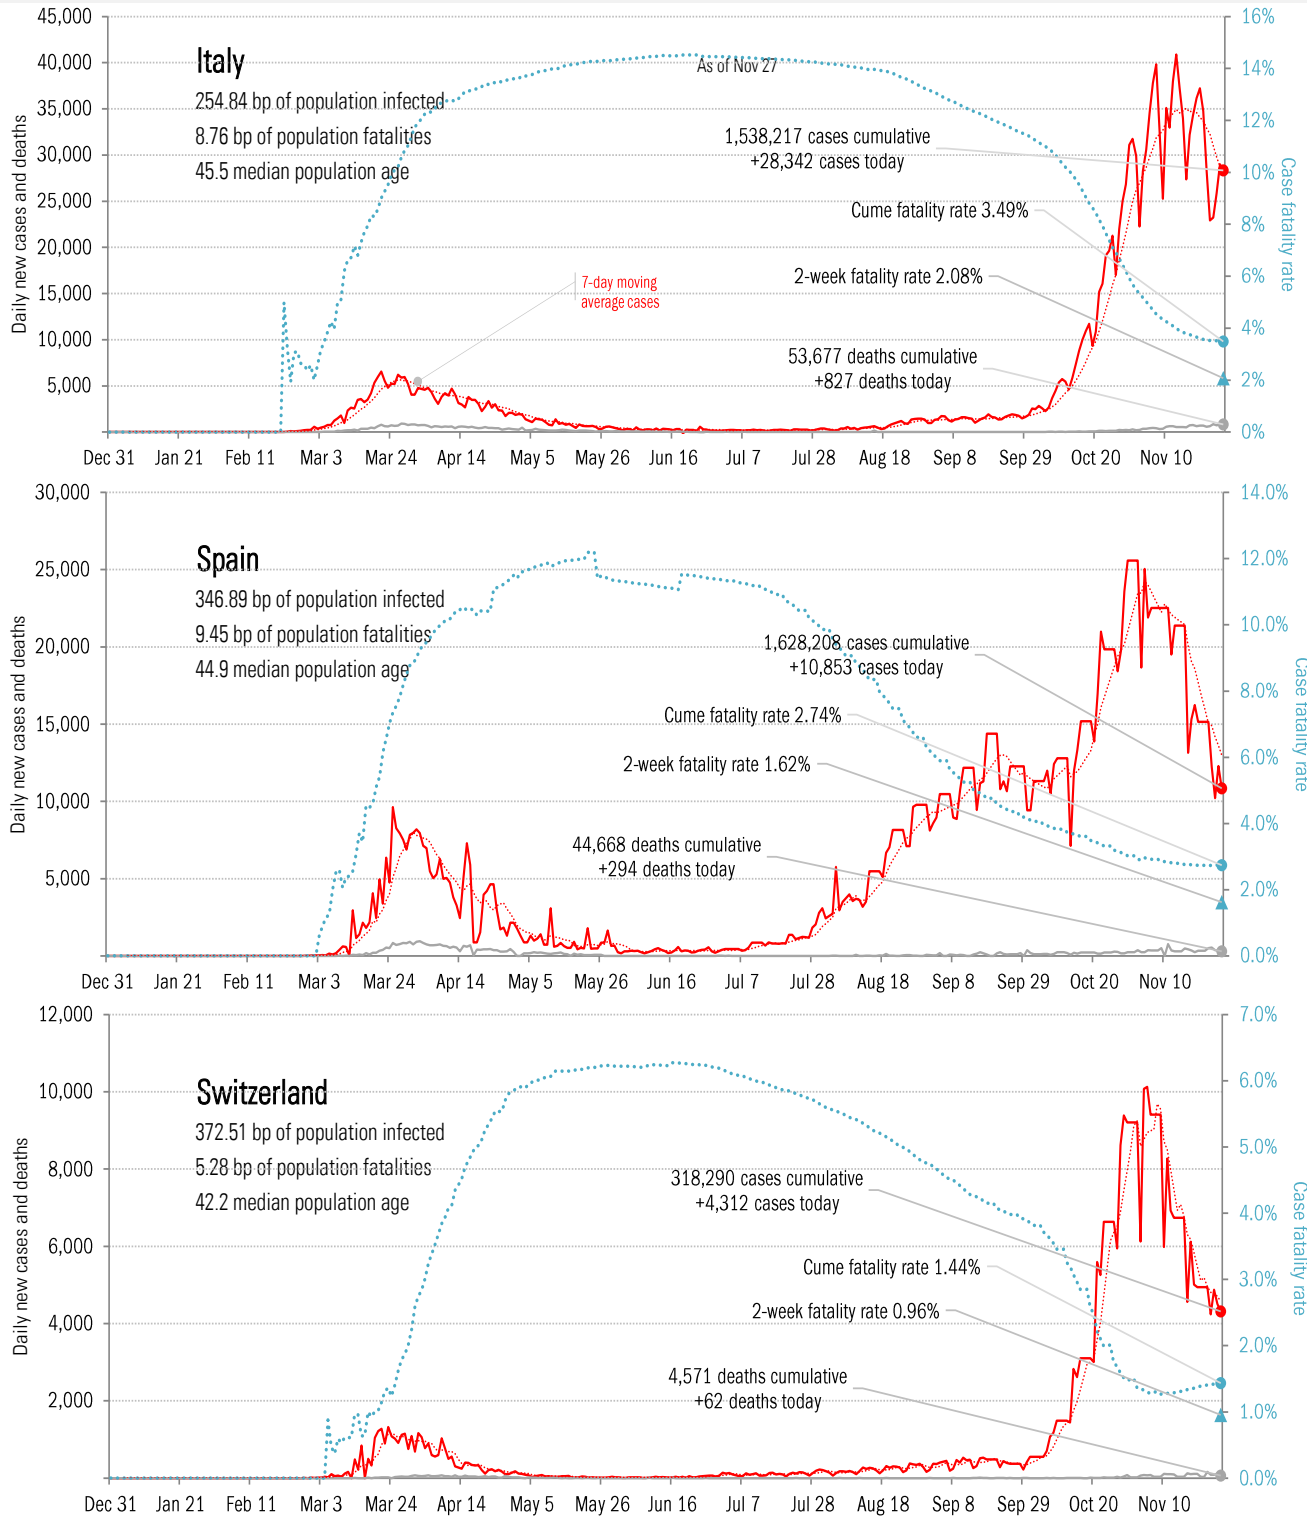 45,000
40,000
35,000
30,000
25,000
20,000
15,000
10,000
5,000
Daily new cases and deaths
16%
14%
12%
10%
8%
6%
4%
2%
0%
Case fatality rate
Italy
254.84 bp of population infected
8.76 bp of population fatalities
45.5 median population age
As of Nov 27
1,538,217 cases cumulative
+28,342 cases today
Cume fatality rate 3.49%
2-week fatality rate 2.08%
7-day moving
average cases
53,677 deaths cumulative
+827 deaths today
Dec 31 Jan 21 Feb 11 Mar 3 Mar 24 Apr 14 May 5 May 26 Jun 16 Jul 7 Jul 28 Aug 18 Sep 8 Sep 29 Oct 20 Nov 10
30,000
25,000
20,000
15,000
10,000
5,000
Daily new cases and deaths
14.0%
12.0%
10.0%
8.0%
6.0%
4.0%
2.0%
0.0%
Case fatality rate
Spain
346.89 bp of population infected
9.45 bp of population fatalities
44.9 median population age
1,628,208 cases cumulative
+10,853 cases today
Cume fatality rate 2.74%
2-week fatality rate 1.62%
44,668 deaths cumulative
+294 deaths today
Dec 31 Jan 21 Feb 11 Mar 3 Mar 24 Apr 14 May 5 May 26 Jun 16 Jul 7 Jul 28 Aug 18 Sep 8 Sep 29 Oct 20 Nov 10
12,000
10,000
8,000
6,000
4,000
2,000
Daily new cases and deaths
7.0%
6.0%
5.0%
4.0%
3.0%
2.0%
1.0%
0.0%
Case fatality rate
Switzerland
372.51 bp of population infected
5.28 bp of population fatalities
42.2 median population age
318,290 cases cumulative
+4,312 cases today
Cume fatality rate 1.44%
2-week fatality rate 0.96%
4,571 deaths cumulative
+62 deaths today
Dec 31 Jan 21 Feb 11 Mar 3 Mar 24 Apr 14 May 5 May 26 Jun 16 Jul 7 Jul 28 Aug 18 Sep 8 Sep 29 Oct 20 Nov 10